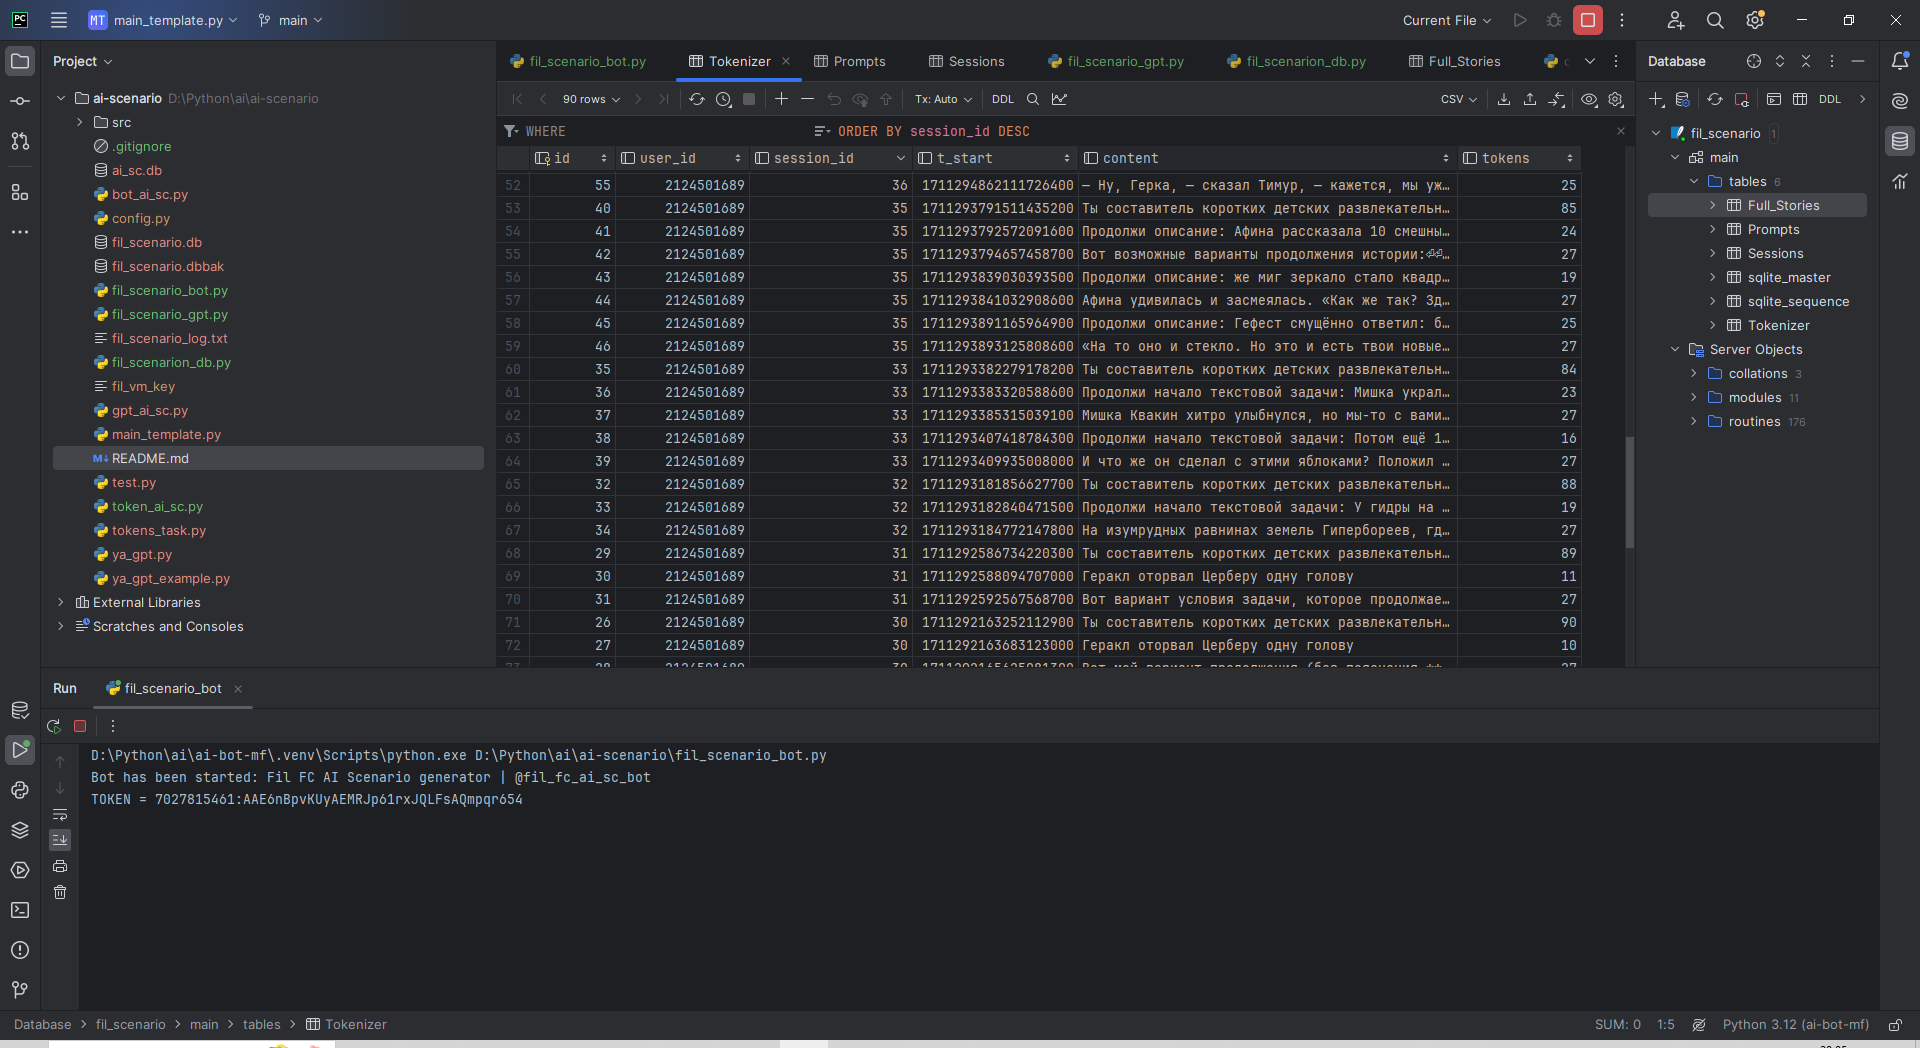 PC MT main_template.py main Current File
Project
ai-scenario D:\Python\ai\ai-scenario
src
.gitignore
ai_sc.db
bot_ai_sc.py
config.py
fil_scenario.db
fil_scenario.dbbak
fil_scenario_bot.py
fil_scenario_gpt.py
fil_scenario_log.txt
fil_scenarion_db.py
fil_vm_key
gpt_ai_sc.py
main_template.py
M↓ README.md
test.py
token_ai_sc.py
tokens_task.py
ya_gpt.py
ya_gpt_example.py
External Libraries
Scratches and Consoles
fil_scenario_bot.py Tokenizer Prompts Sessions fil_scenario_gpt.py fil_scenarion_db.py Full_Stories
90 rows Tx: Auto DDL CSV
WHERE ORDER BY session_id DESC
id user_id session_id t_start content tokens
52 55 2124501689 36 1711294862111726400 – Ну, Герка, – сказал Тимур, – кажется, мы уж… 25
53 40 2124501689 35 1711293791511435200 Ты составитель коротких детских развлекательн… 85
54 41 2124501689 35 1711293792572091600 Продолжи описание: Афина рассказала 10 смешны… 24
55 42 2124501689 35 1711293794657458700 Вот возможные варианты продолжения истории:⏎⏎… 27
56 43 2124501689 35 1711293839030393500 Продолжи описание: же миг зеркало стало квадр… 19
57 44 2124501689 35 1711293841032908600 Афина удивилась и засмеялась. «Как же так? Зд… 27
58 45 2124501689 35 1711293891165964900 Продолжи описание: Гефест смущённо ответил: б… 25
59 46 2124501689 35 1711293893125808600 «На то оно и стекло. Но это и есть твои новые… 27
60 35 2124501689 33 1711293382279178200 Ты составитель коротких детских развлекательн… 84
61 36 2124501689 33 1711293383320588600 Продолжи начало текстовой задачи: Мишка украл… 23
62 37 2124501689 33 1711293385315039100 Мишка Квакин хитро улыбнулся, но мы-то с вами… 27
63 38 2124501689 33 1711293407418784300 Продолжи начало текстовой задачи: Потом ещё 1… 16
64 39 2124501689 33 1711293409935008000 И что же он сделал с этими яблоками? Положил … 27
65 32 2124501689 32 1711293181856627700 Ты составитель коротких детских развлекательн… 88
66 33 2124501689 32 1711293182840471500 Продолжи начало текстовой задачи: У гидры на … 19
67 34 2124501689 32 1711293184772147800 На изумрудных равнинах земель Гипербореев, гд… 27
68 29 2124501689 31 1711292586734220300 Ты составитель коротких детских развлекательн… 89
69 30 2124501689 31 1711292588094707000 Геракл оторвал Церберу одну голову 11
70 31 2124501689 31 1711292592567568700 Вот вариант условия задачи, которое продолжае… 27
71 26 2124501689 30 1711292163252112900 Ты составитель коротких детских развлекательн… 90
72 27 2124501689 30 1711292163683123000 Геракл оторвал Церберу одну голову 10
Database
DDL
fil_scenario 1
main
tables 6
Full_Stories
Prompts
Sessions
sqlite_master
sqlite_sequence
Tokenizer
Server Objects
collations 3
modules 11
routines 176
Run fil_scenario_bot
D:\Python\ai\ai-bot-mf\.venv\Scripts\python.exe D:\Python\ai\ai-scenario\fil_scenario_bot.py
Bot has been started: Fil FC AI Scenario generator | @fil_fc_ai_sc_bot
TOKEN = 7027815461:AAE6nBpvKUyAEMRJp61rxJQLFsAQmpqr654
Database > fil_scenario > main > tables > Tokenizer SUM: 0 1:5 Python 3.12 (ai-bot-mf)